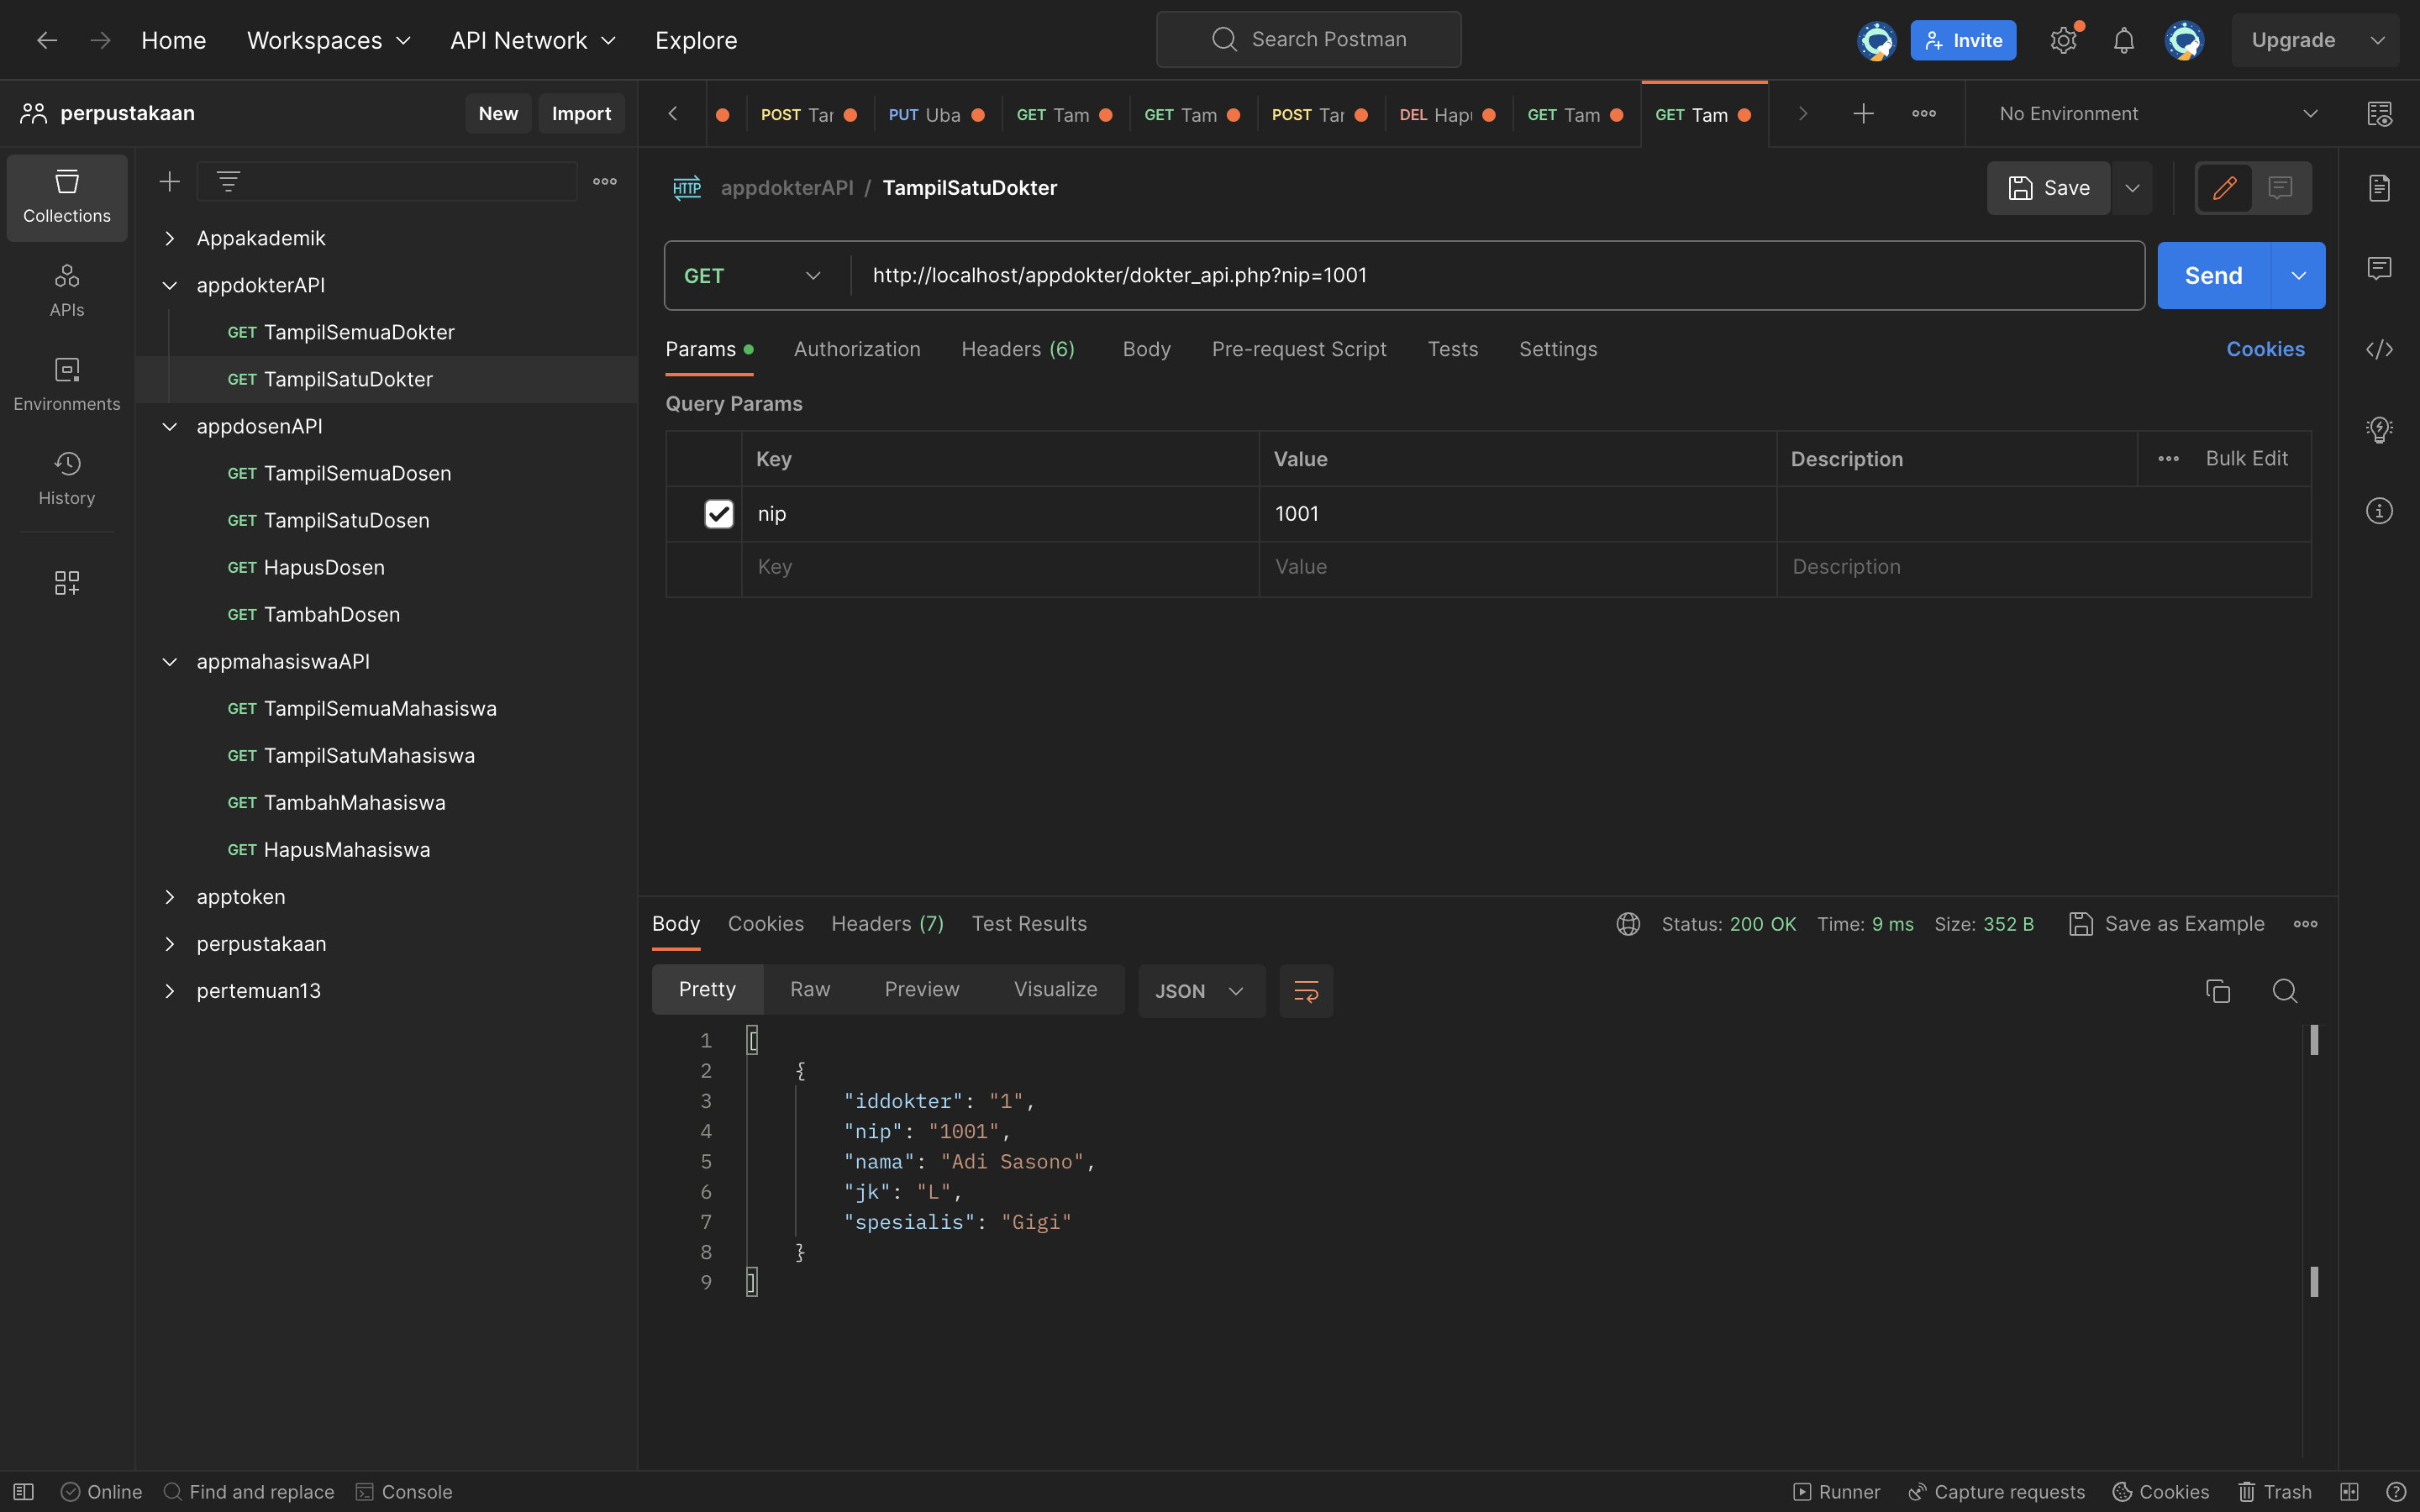 Home Workspaces API Network Explore Search Postman Invite Upgrade
perpustakaan New Import
POST Tar PUT Uba GET Tam GET Tam POST Tar DEL Hapu GET Tam GET Tam No Environment
Collections
APIs
Environments
History
Appakademik
appdokterAPI
GET TampilSemuaDokter
GET TampilSatuDokter
appdosenAPI
GET TampilSemuaDosen
GET TampilSatuDosen
GET HapusDosen
GET TambahDosen
appmahasiswaAPI
GET TampilSemuaMahasiswa
GET TampilSatuMahasiswa
GET TambahMahasiswa
GET HapusMahasiswa
apptoken
perpustakaan
pertemuan13
HTTP appdokterAPI / TampilSatuDokter Save
GET http://localhost/appdokter/dokter_api.php?nip=1001 Send
Params Authorization Headers (6) Body Pre-request Script Tests Settings Cookies
Query Params
Key Value Description Bulk Edit
nip 1001
Key Value Description
Body Cookies Headers (7) Test Results Status: 200 OK Time: 9 ms Size: 352 B Save as Example
Pretty Raw Preview Visualize JSON
1 [
2 {
3 "iddokter": "1",
4 "nip": "1001",
5 "nama": "Adi Sasono",
6 "jk": "L",
7 "spesialis": "Gigi"
8 }
9 ]
Online Find and replace Console Runner Capture requests Cookies Trash